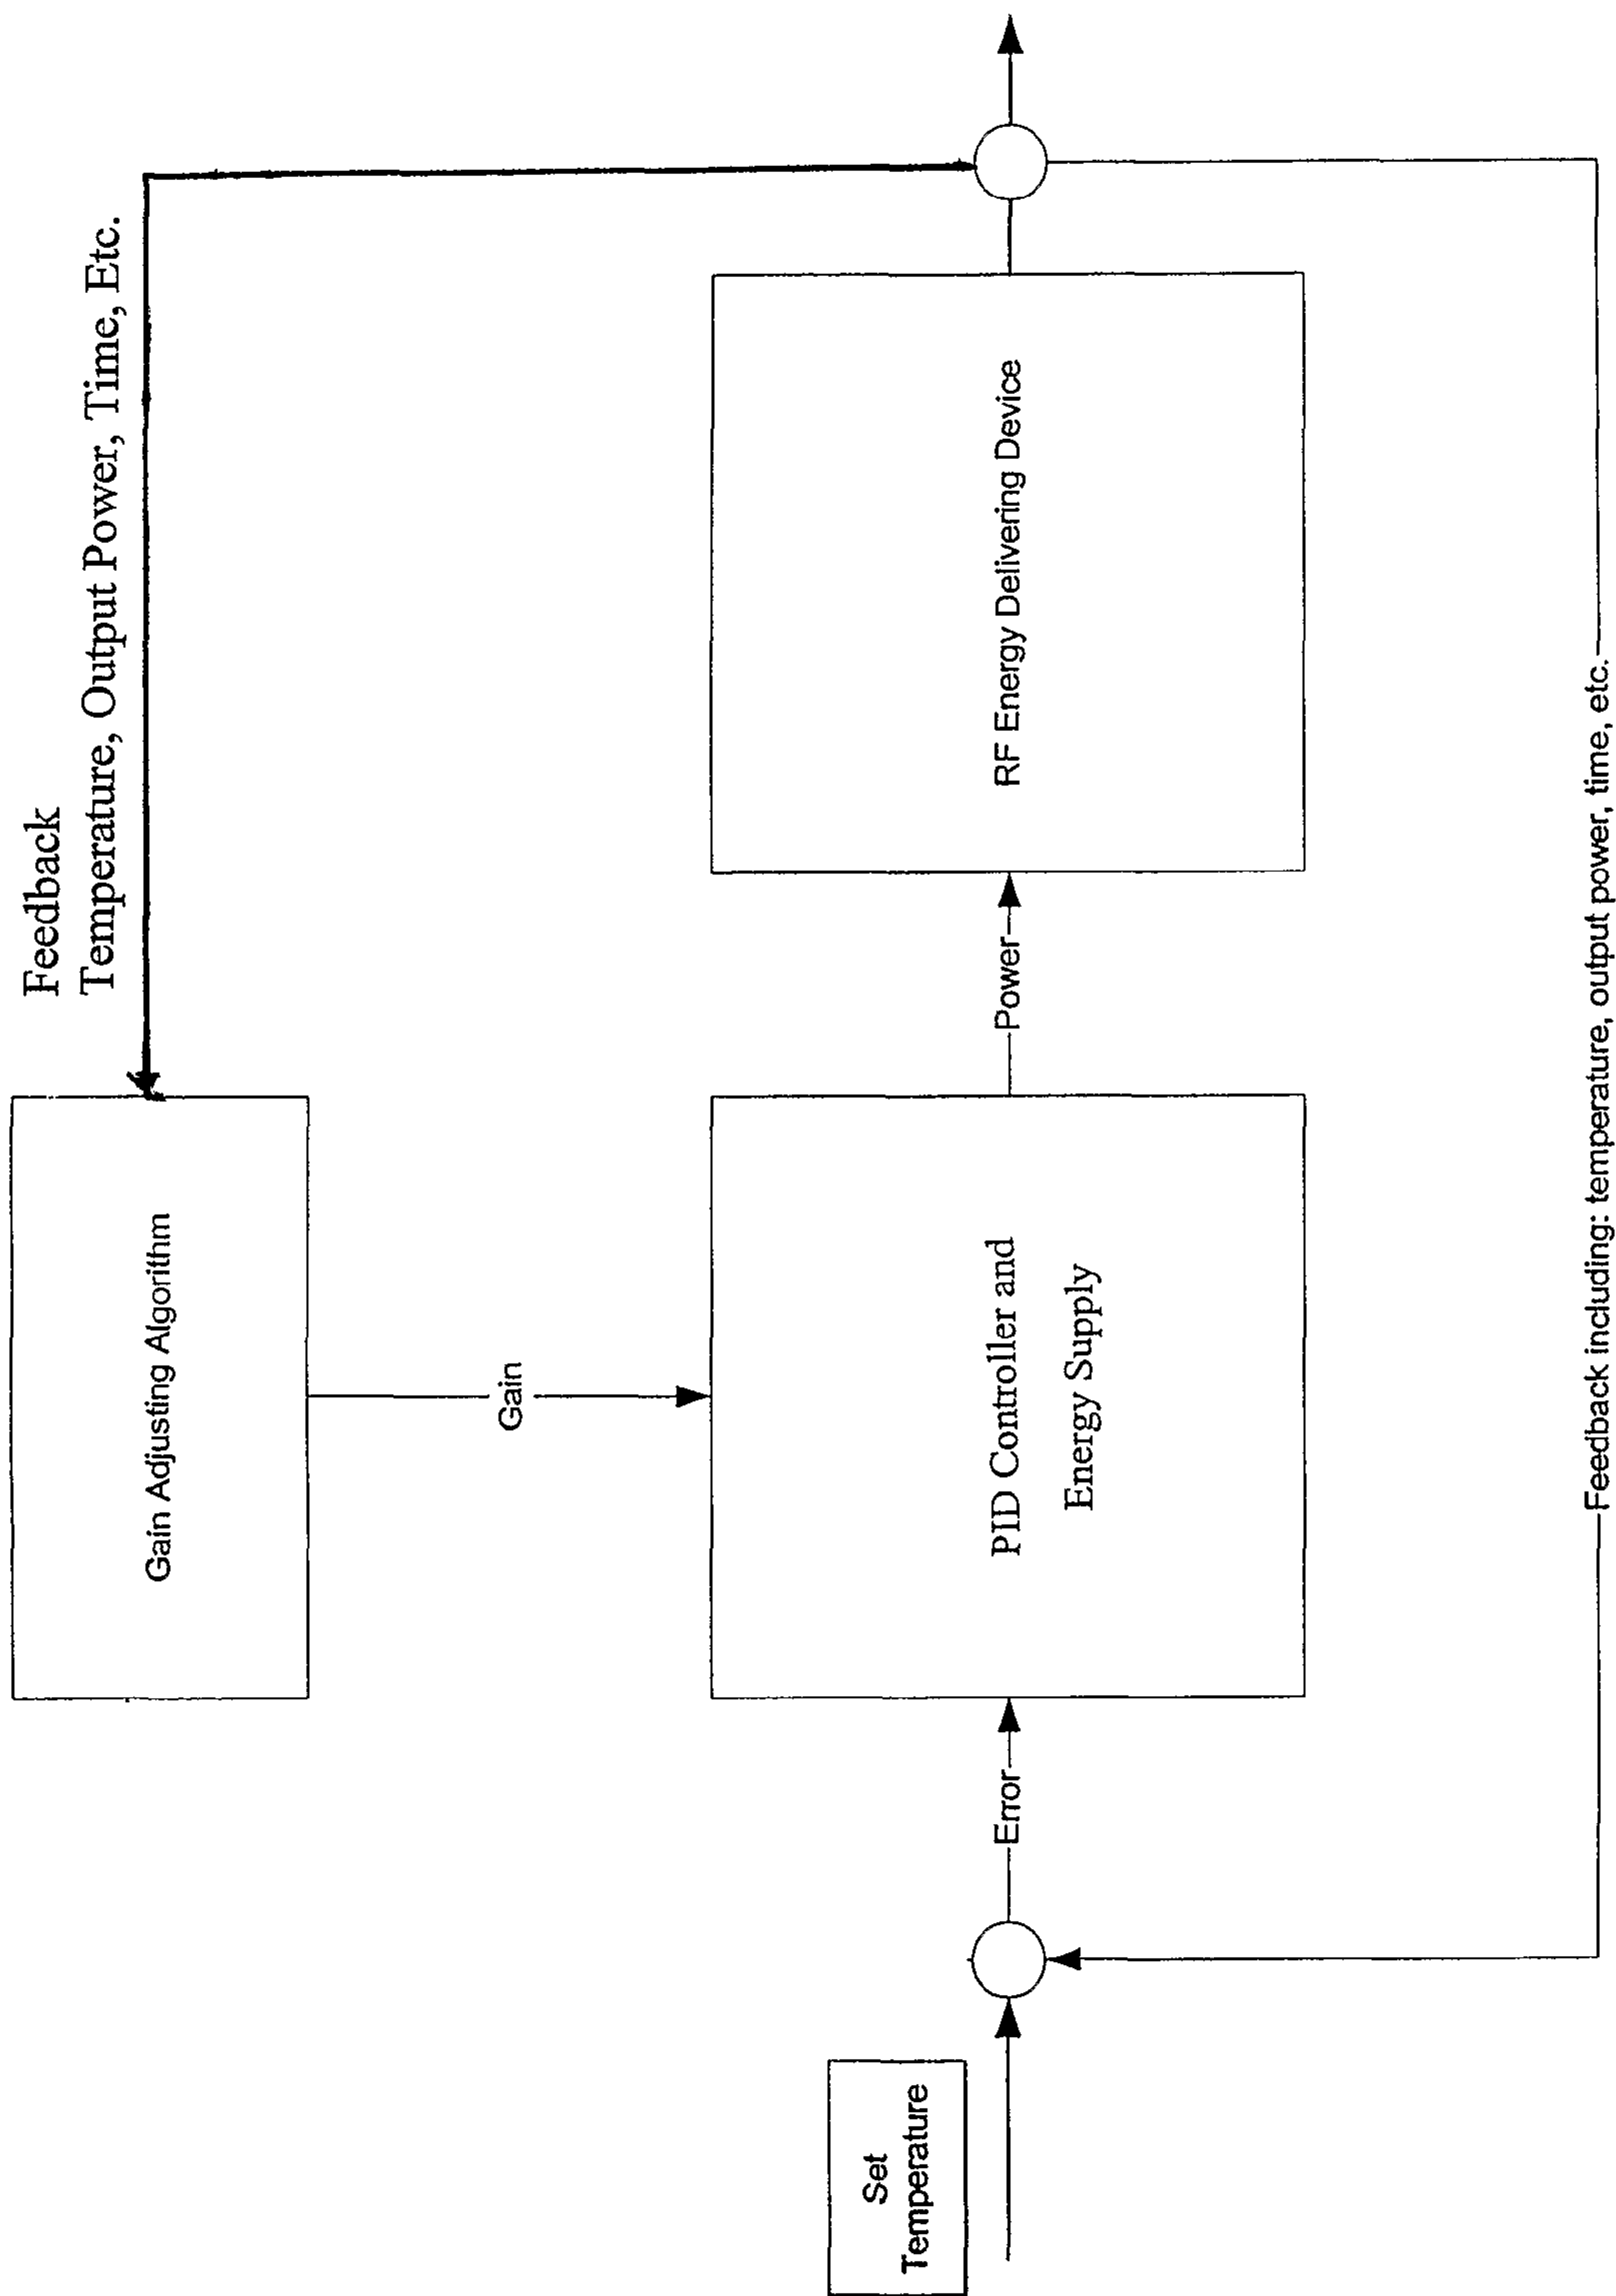 Feedback
Temperature, Output Power, Time, Etc.
Gain Adjusting Algorithm
Gain
Set
Temperature
Error
PID Controller and
Energy Supply
Power
RF Energy Delivering Device
Feedback including: temperature, output power, time, etc.